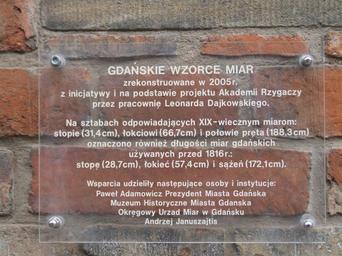 GDAŃSKIE WZORCE MIAR
zrekonstruowane w 2005r.
z inicjatywy i na podstawie projektu Akademii Rzygaczy
przez pracownię Leonarda Dajkowskiego.
Na sztabach odpowiadających XIX-wiecznym miarom:
stopie (31,4cm), łokciowi (66,7cm) i połowie pręta (188,3cm)
oznaczono również długości miar gdańskich
używanych przed 1816r.:
stopę (28,7cm), łokieć (57,4cm) i sążeń (172,1cm).
Wsparcia udzieliły następujące osoby i instytucje:
Paweł Adamowicz Prezydent Miasta Gdańska
Muzeum Historyczne Miasta Gdańska
Okręgowy Urząd Miar w Gdańsku
Andrzej Januszajtis